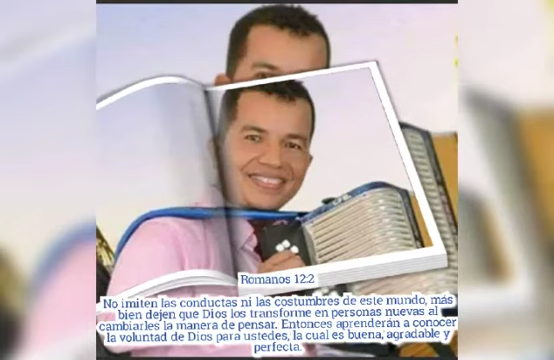 Romanos 12:2
No imiten las conductas ni las costumbres de este mundo, más
bien dejen que Dios los transforme en personas nuevas al
cambiarles la manera de pensar. Entonces aprenderán a conocer
la voluntad de Dios para ustedes, la cual es buena, agradable y
perfecta.